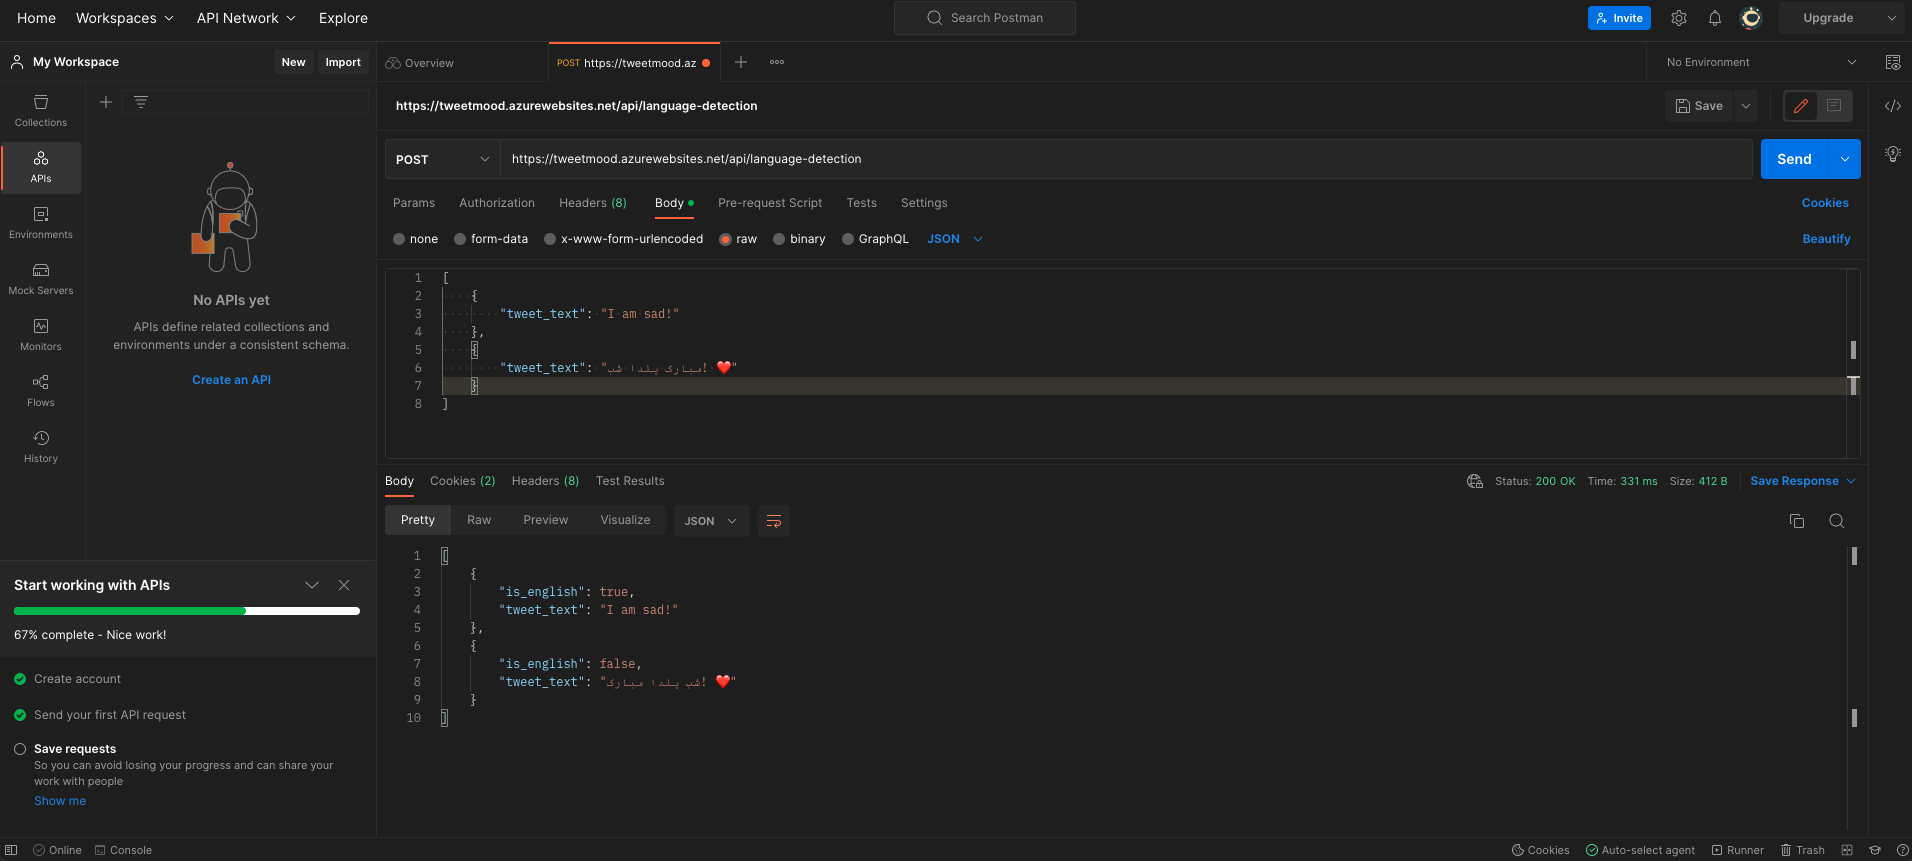 Home Workspaces API Network Explore
Search Postman
Invite Upgrade
My Workspace New Import
Overview POST https://tweetmood.az No Environment
Collections
APIs
Environments
Mock Servers
Monitors
Flows
History
No APIs yet
APIs define related collections and
environments under a consistent schema.
Create an API
Start working with APIs
67% complete - Nice work!
Create account
Send your first API request
Save requests
So you can avoid losing your progress and can share your
work with people
Show me
https://tweetmood.azurewebsites.net/api/language-detection Save
POST https://tweetmood.azurewebsites.net/api/language-detection Send
Params Authorization Headers (8) Body Pre-request Script Tests Settings Cookies
none form-data x-www-form-urlencoded raw binary GraphQL JSON Beautify
1 [
2 {
3 "tweet_text": "I am sad!"
4 },
5 {
6 "tweet_text": "شب یلدا مبارک! ❤️"
7 }
8 ]
Body Cookies (2) Headers (8) Test Results Status: 200 OK Time: 331 ms Size: 412 B Save Response
Pretty Raw Preview Visualize JSON
1 [
2 {
3 "is_english": true,
4 "tweet_text": "I am sad!"
5 },
6 {
7 "is_english": false,
8 "tweet_text": "شب یلدا مبارک! ❤️"
9 }
10 ]
Online Console Cookies Auto-select agent Runner Trash